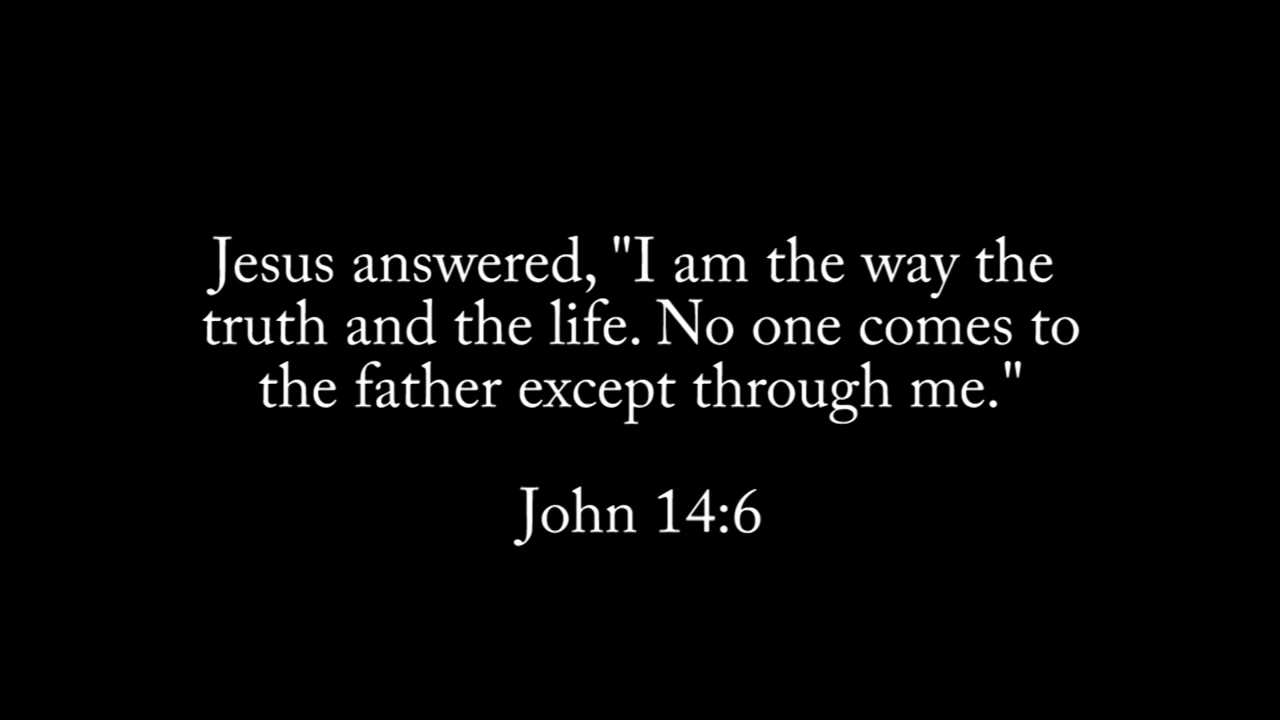 Jesus answered, "I am the way the
truth and the life. No one comes to
the father except through me."
John 14:6